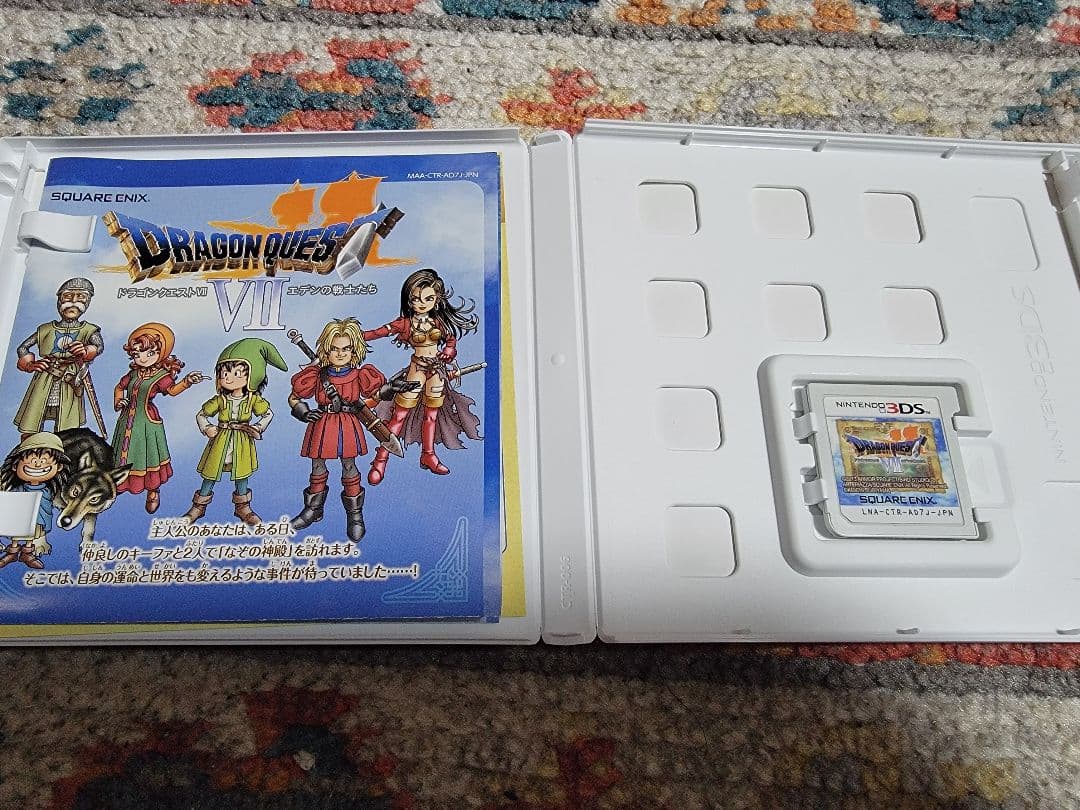 MAA-CTR-AD7J-JPN
SQUARE ENIX.
DRAGON QUEST
ドラゴンクエストVII エデンの戦士たち
VII
主人公のあなたは、ある日、
仲良しのキーファと2人で「なぞの神殿」を訪れます。
そこでは、自身の運命と世界をも変えるような事件が待っていました……!
NINTENDO 3DS
DRAGON QUEST
VII
SQUARE ENIX.
LNA-CTR-AD7J-JPN
NINTENDO3DS
CTR-005